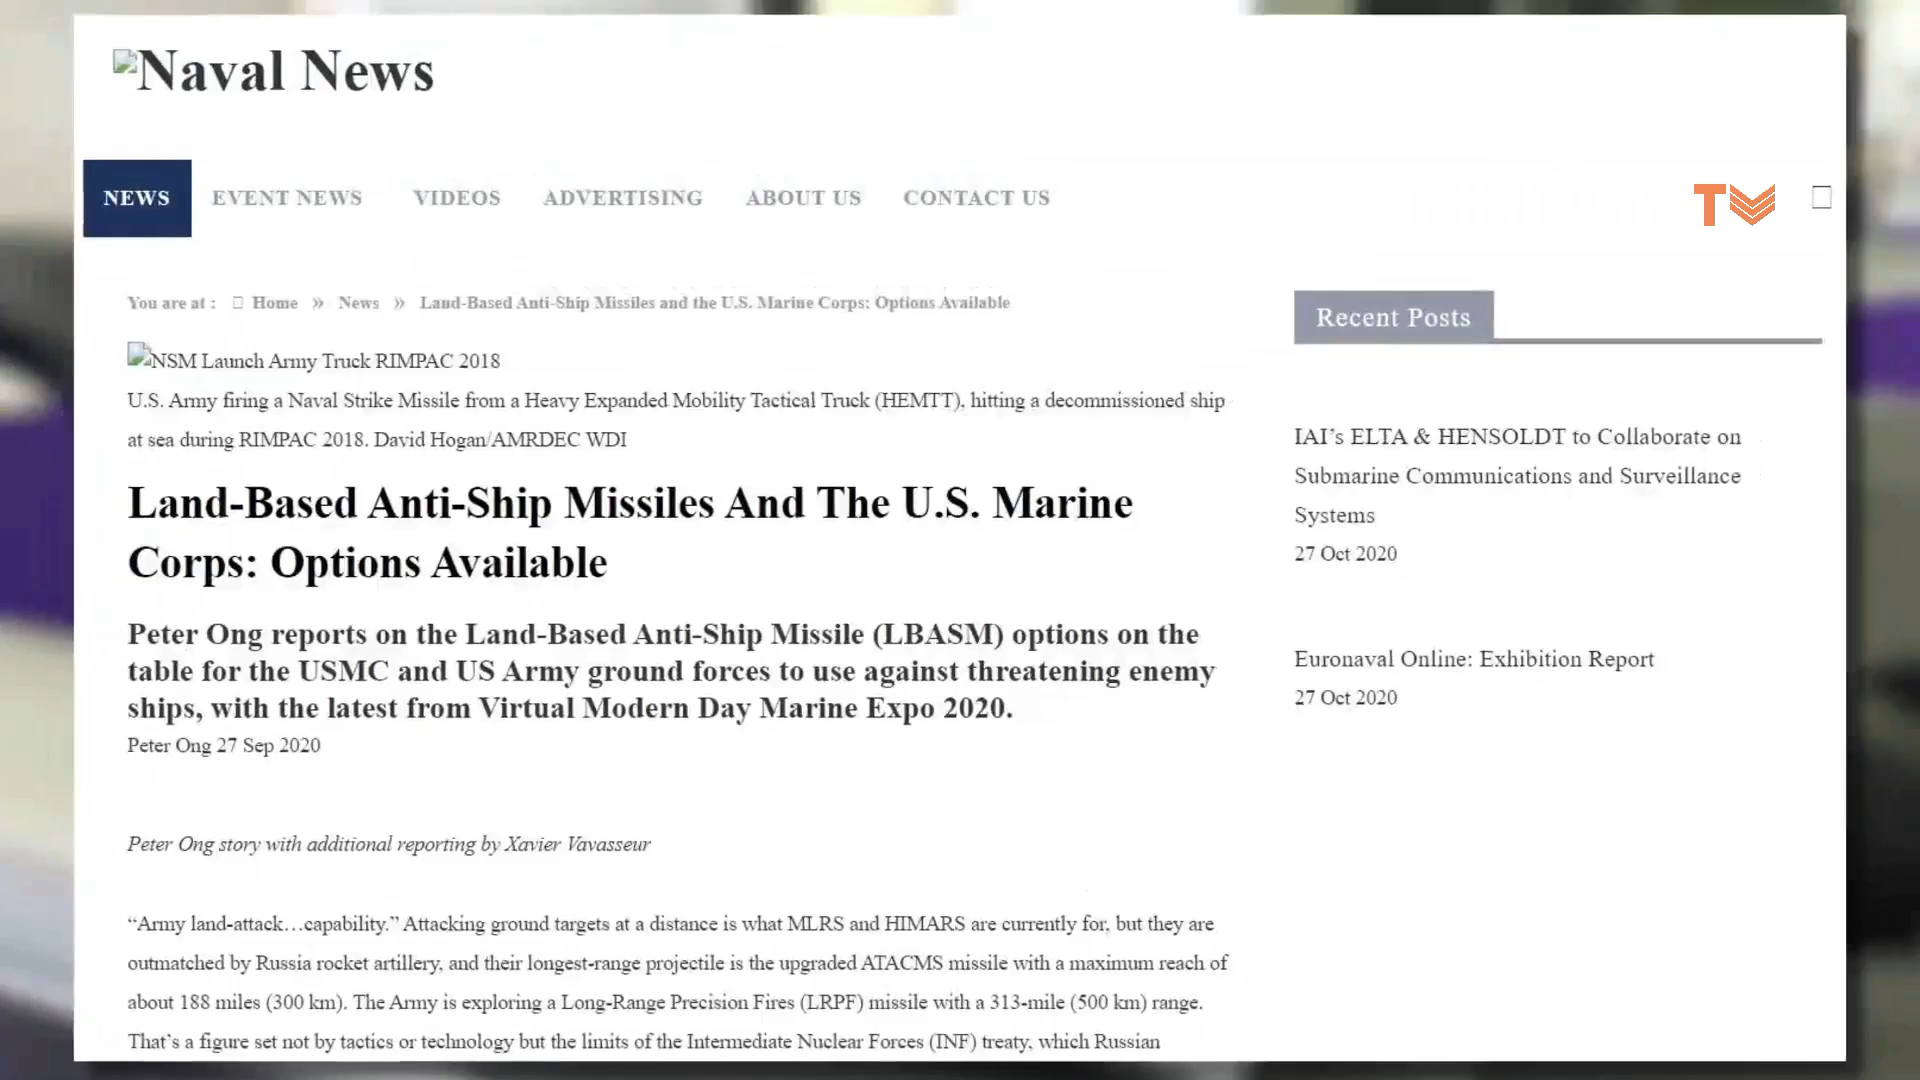 Naval News
NEWS EVENT NEWS VIDEOS ADVERTISING ABOUT US CONTACT US
You are at : Home » News » Land-Based Anti-Ship Missiles and the U.S. Marine Corps: Options Available
NSM Launch Army Truck RIMPAC 2018
U.S. Army firing a Naval Strike Missile from a Heavy Expanded Mobility Tactical Truck (HEMTT), hitting a decommissioned ship
at sea during RIMPAC 2018. David Hogan/AMRDEC WDI
Land-Based Anti-Ship Missiles And The U.S. Marine
Corps: Options Available
Peter Ong reports on the Land-Based Anti-Ship Missile (LBASM) options on the
table for the USMC and US Army ground forces to use against threatening enemy
ships, with the latest from Virtual Modern Day Marine Expo 2020.
Peter Ong 27 Sep 2020
Peter Ong story with additional reporting by Xavier Vavasseur
“Army land-attack…capability.” Attacking ground targets at a distance is what MLRS and HIMARS are currently for, but they are
outmatched by Russia rocket artillery, and their longest-range projectile is the upgraded ATACMS missile with a maximum reach of
about 188 miles (300 km). The Army is exploring a Long-Range Precision Fires (LRPF) missile with a 313-mile (500 km) range.
That’s a figure set not by tactics or technology but the limits of the Intermediate Nuclear Forces (INF) treaty, which Russian
T
Recent Posts
IAI’s ELTA & HENSOLDT to Collaborate on
Submarine Communications and Surveillance
Systems
27 Oct 2020
Euronaval Online: Exhibition Report
27 Oct 2020